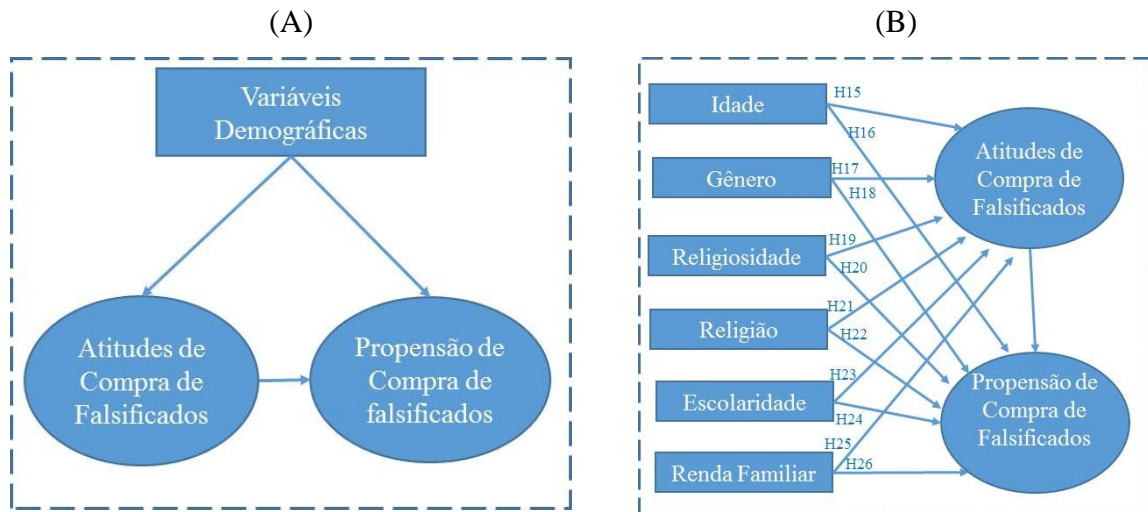 (A)
Variáveis
Demográficas
Atitudes de
Compra de
Falsificados
Propensão de
Compra de
falsificados
(B)
Idade
Gênero
Religiosidade
Religião
Escolaridade
Renda Familiar
H15
H16
H17
H18
H19
H20
H21
H22
H23
H24
H25
H26
Atitudes de
Compra de
Falsificados
Propensão de
Compra de
Falsificados